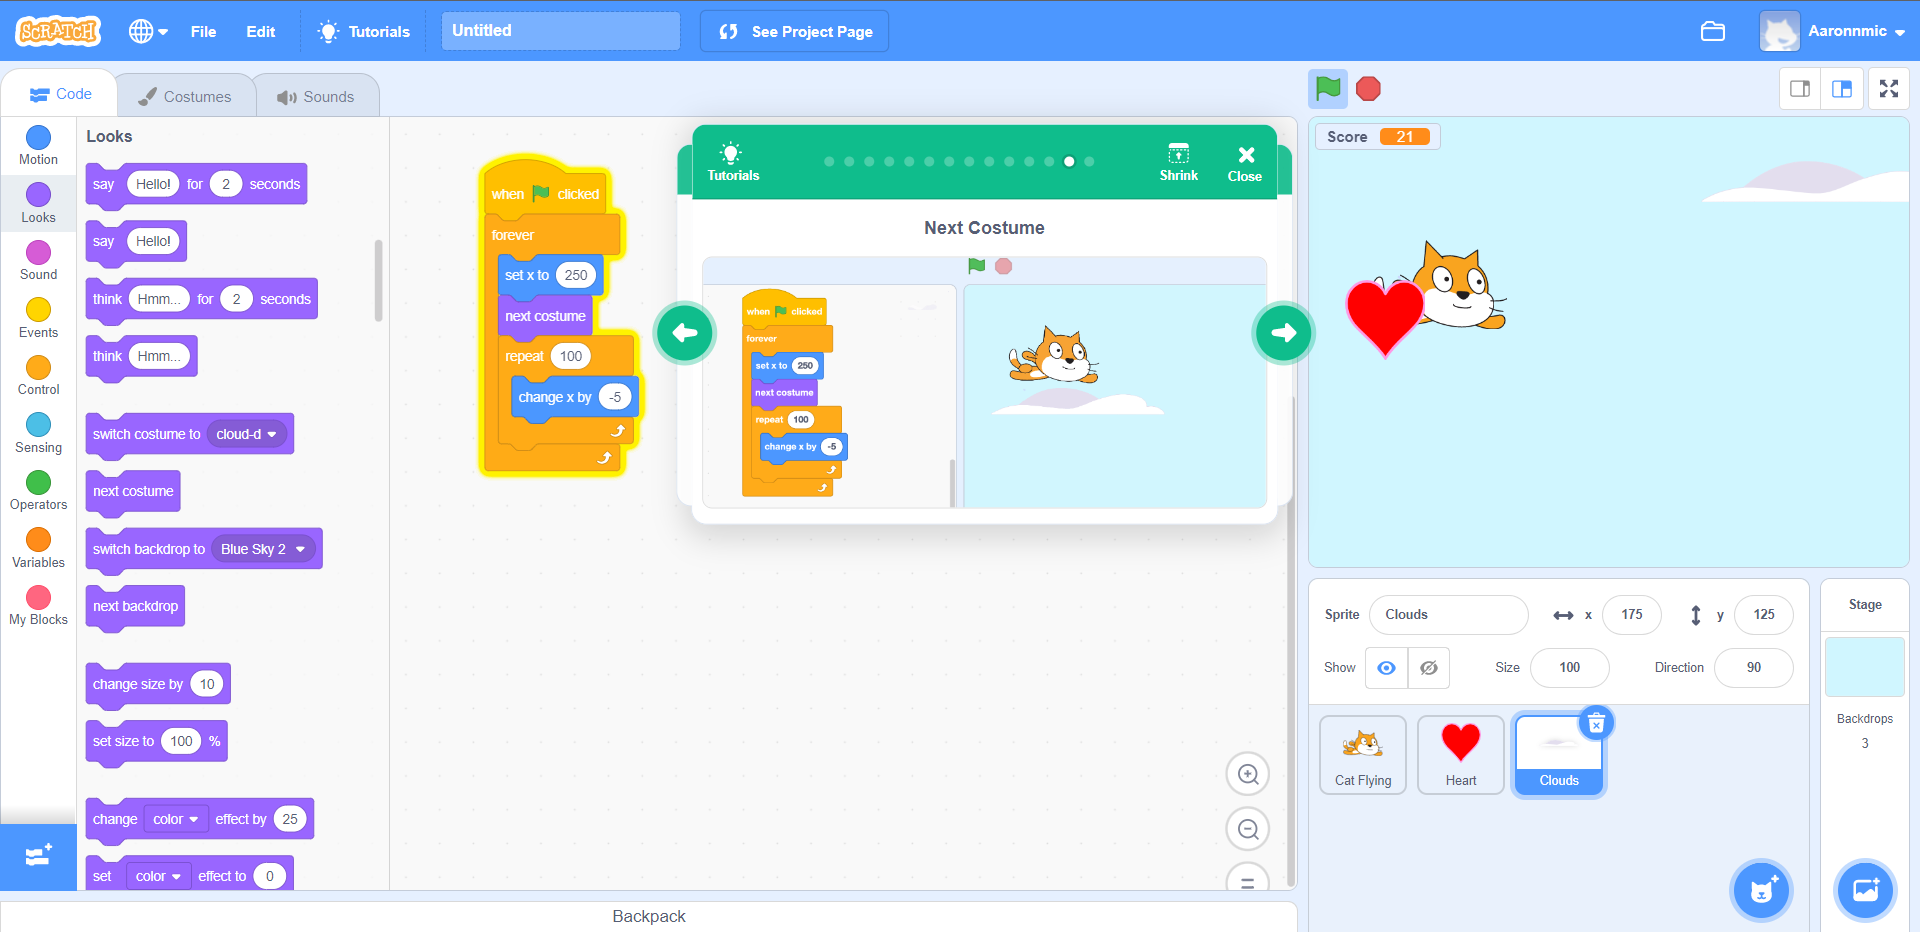 SCRATCH
File
Edit
Tutorials
Untitled
See Project Page
Aaronnmic
Code
Costumes
Sounds
Motion
Looks
Sound
Events
Control
Sensing
Operators
Variables
My Blocks
Looks
say Hello! for 2 seconds
say Hello!
think Hmm... for 2 seconds
think Hmm...
switch costume to cloud-d
next costume
switch backdrop to Blue Sky 2
next backdrop
change size by 10
set size to 100 %
change color effect by 25
set color effect to 0
when clicked
forever
set x to 250
next costume
repeat 100
change x by -5
Tutorials
Shrink
Close
Next Costume
when clicked
forever
set x to 250
next costume
repeat 100
change x by -5
Score 21
Sprite Clouds x 175 y 125
Show Size 100 Direction 90
Cat Flying
Heart
Clouds
Stage
Backdrops
3
Backpack